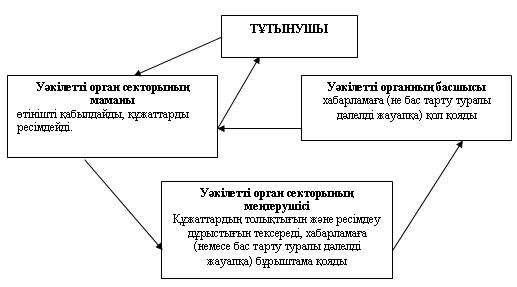 ТҰТЫНУШЫ
Уәкілетті орган секторының
маманы
өтінішті қабылдайды, құжаттарды
ресімдейді.
Уәкілетті органның басшысы
хабарламаға (не бас тарту туралы
дәлелді жауапқа) қол қояды
Уәкілетті орган секторының
меңгерушісі
Құжаттардың толықтығын және ресімдеу
дұрыстығын тексереді, хабарламаға
(немесе бас тарту туралы дәлелді
жауапқа) бұрыштама қояды